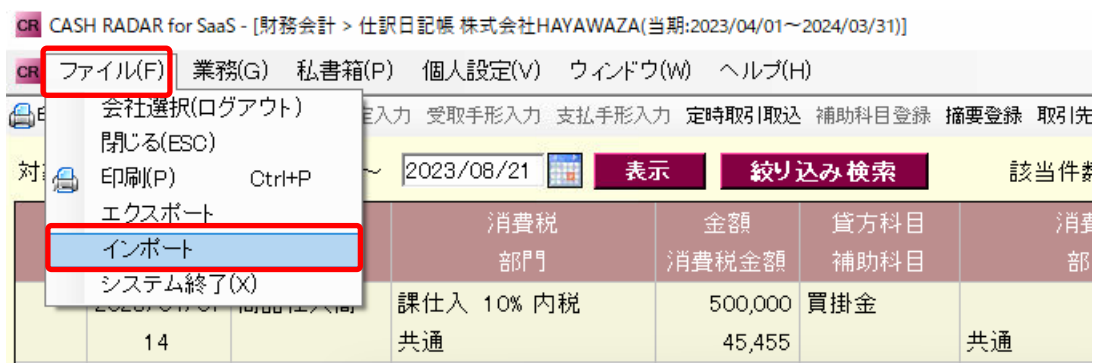 CR CASH RADAR for SaaS - [財務会計 > 仕訳日記帳 株式会社HAYAWAZA(当期:2023/04/01~2024/03/31)]
CR ファイル(F) 業務(G) 私書箱(P) 個人設定(V) ウィンドウ(W) ヘルプ(H)
入力 受取手形入力 支払手形入力 定時取引取込 補助科目登録 摘要登録 取引先
会社選択(ログアウト)
閉じる(ESC)
印刷(P) Ctrl+P
エクスポート
インポート
システム終了(X)
対 ~ 2023/08/21 表示 絞り込み検索 該当件数
消費税 金額 貸方科目 消費
部門 消費税金額 補助科目 部
課仕入 10% 内税 500,000 買掛金
14 共通 45,455 共通